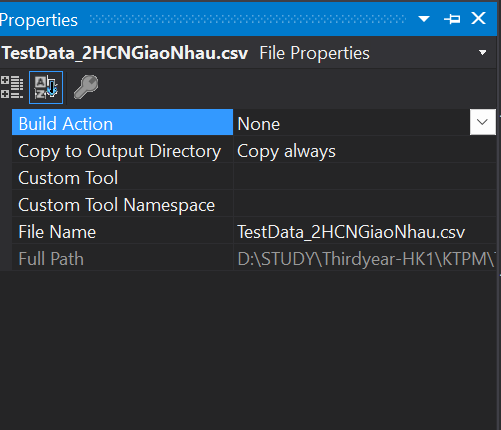 Properties
TestData_2HCNGiaoNhau.csv File Properties
Build Action None
Copy to Output Directory Copy always
Custom Tool
Custom Tool Namespace
File Name TestData_2HCNGiaoNhau.csv
Full Path D:\STUDY\Thirdyear-HK1\KTPM\